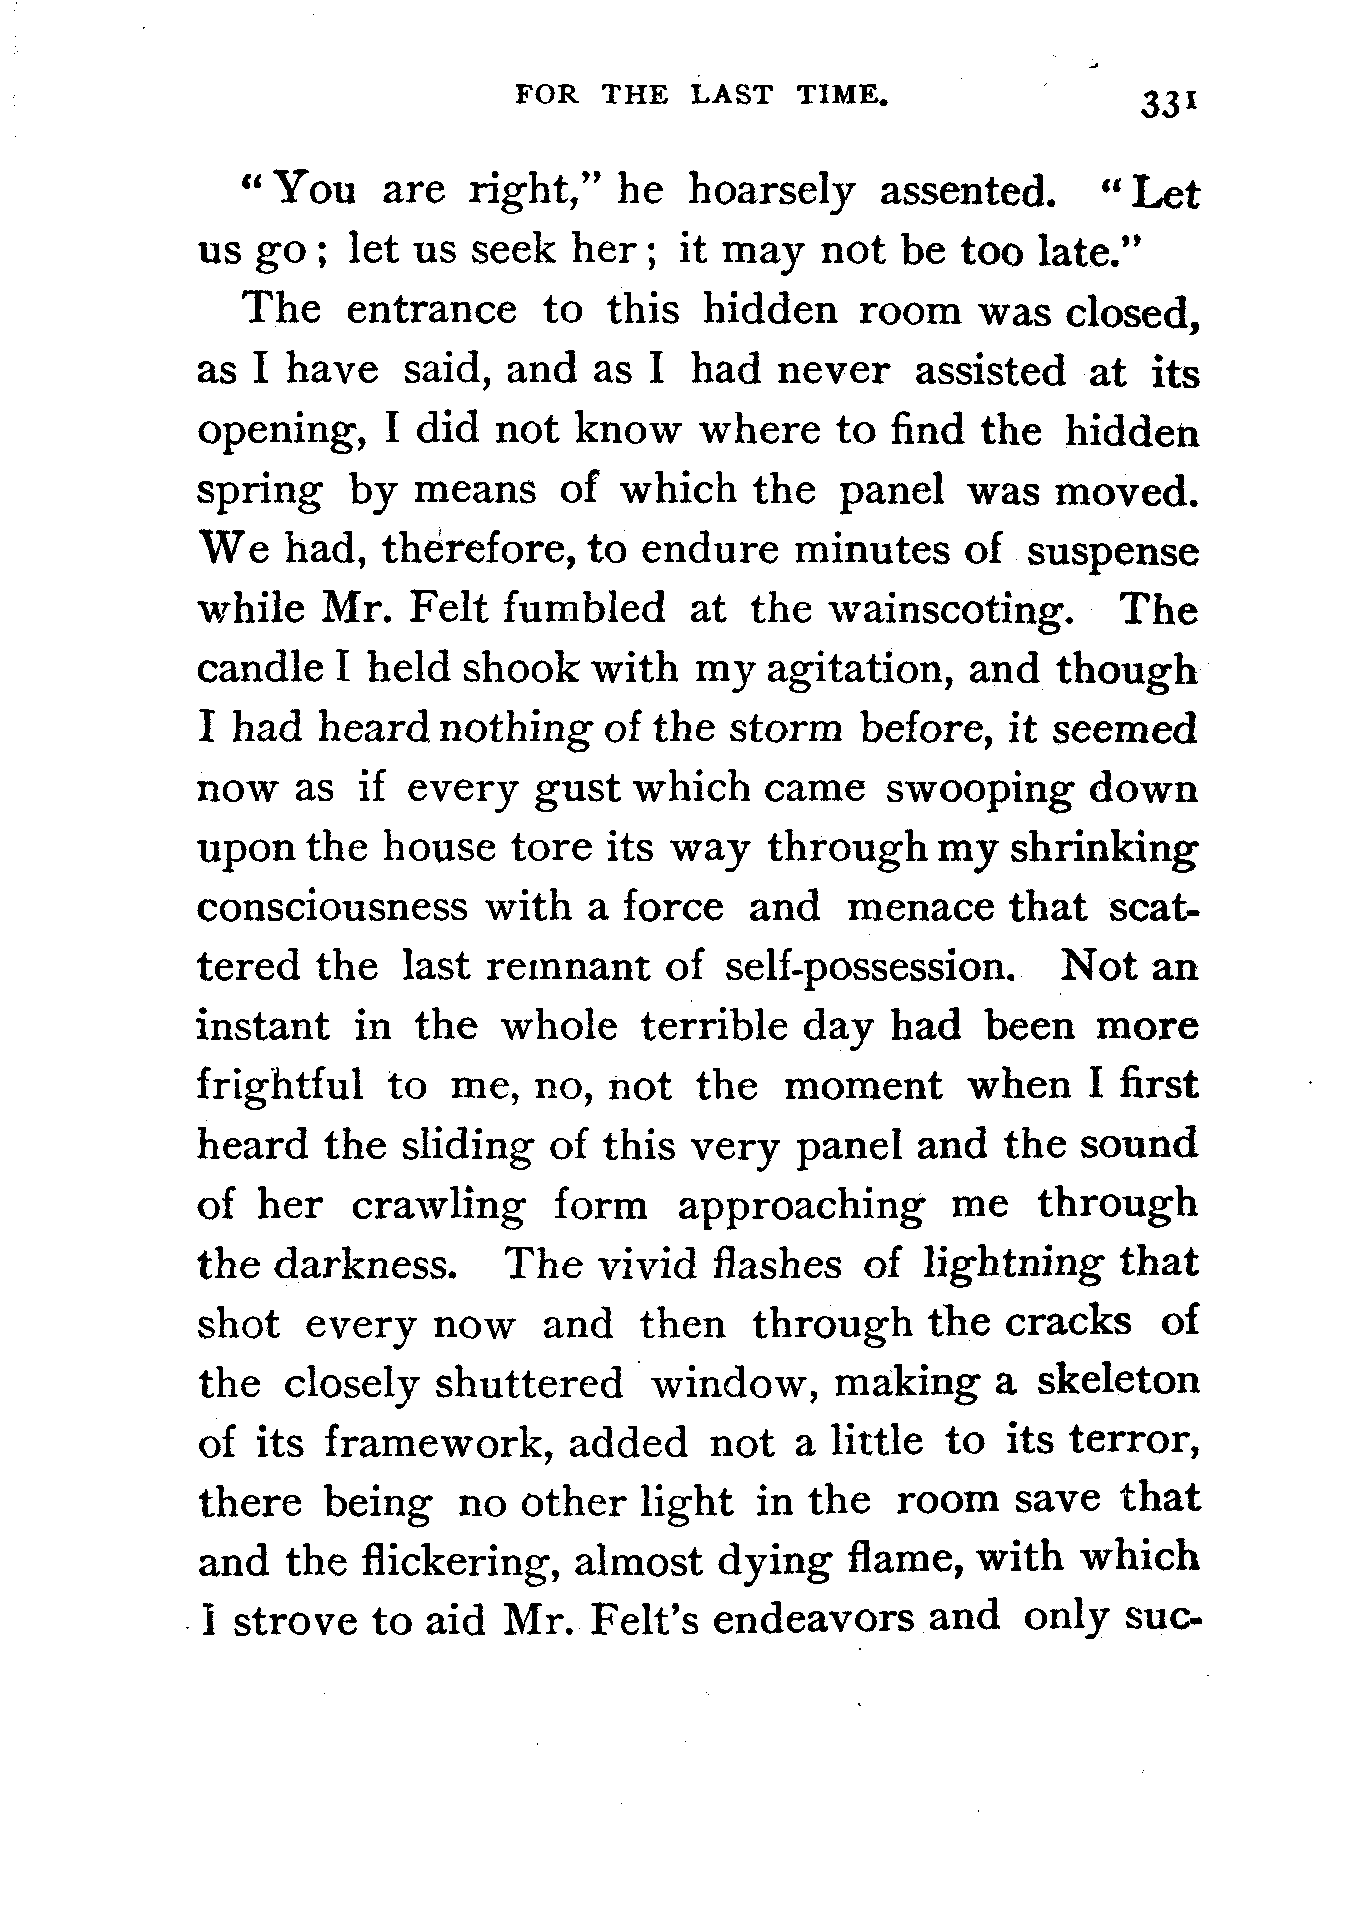 FOR THE LAST TIME. 331
“ You are right,” he hoarsely assented. “ Let
us go ; let us seek her ; it may not be too late.”
The entrance to this hidden room was closed,
as I have said, and as I had never assisted at its
opening, I did not know where to find the hidden
spring by means of which the panel was moved.
We had, therefore, to endure minutes of suspense
while Mr. Felt fumbled at the wainscoting. The
candle I held shook with my agitation, and though
I had heard nothing of the storm before, it seemed
now as if every gust which came swooping down
upon the house tore its way through my shrinking
consciousness with a force and menace that scat-
tered the last remnant of self-possession. Not an
instant in the whole terrible day had been more
frightful to me, no, not the moment when I first
heard the sliding of this very panel and the sound
of her crawling form approaching me through
the darkness. The vivid flashes of lightning that
shot every now and then through the cracks of
the closely shuttered window, making a skeleton
of its framework, added not a little to its terror,
there being no other light in the room save that
and the flickering, almost dying flame, with which
I strove to aid Mr. Felt’s endeavors and only suc-